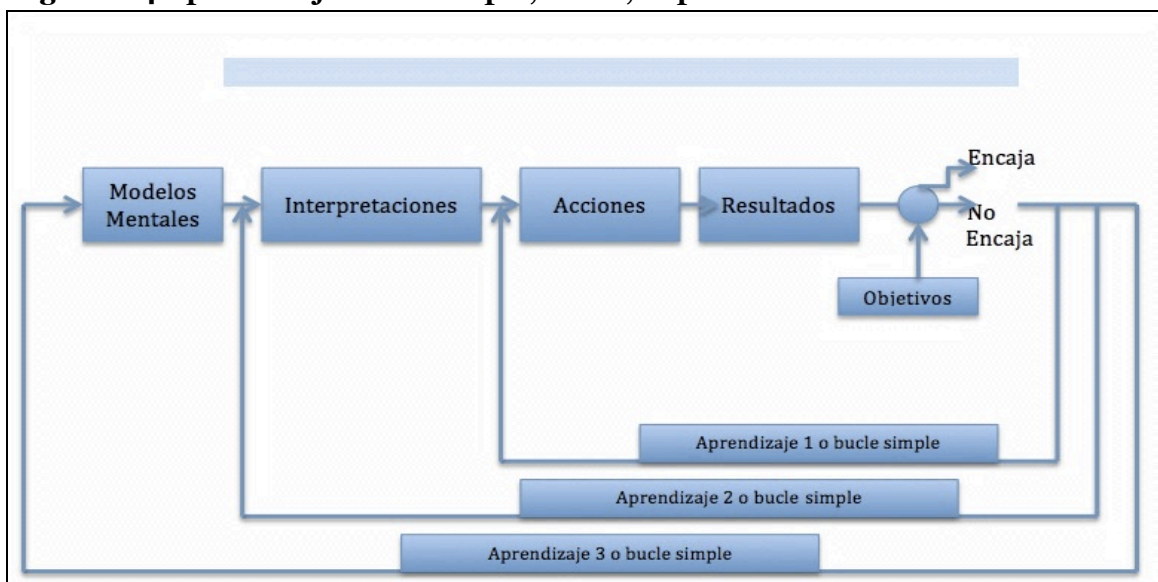 Modelos
Mentales
Interpretaciones
Acciones
Resultados
Encaja
No
Encaja
Objetivos
Aprendizaje 1 o bucle simple
Aprendizaje 2 o bucle simple
Aprendizaje 3 o bucle simple